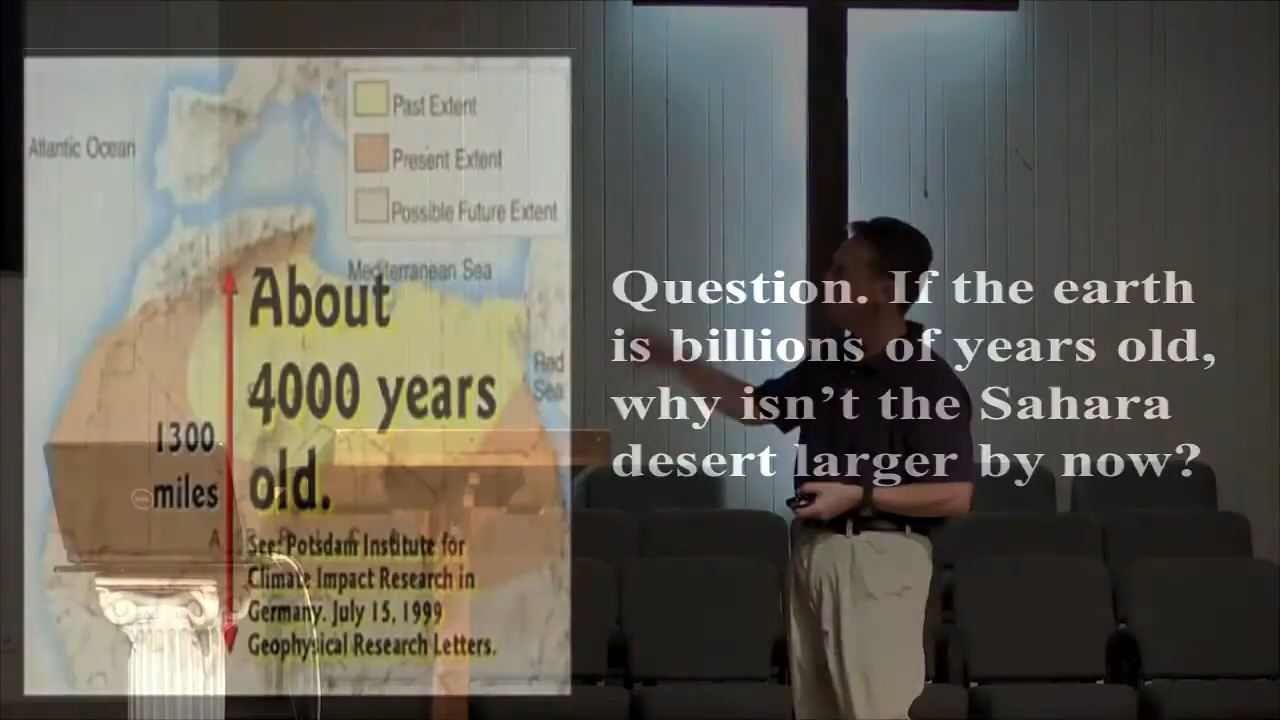 Atlantic Ocean
Past Extent
Present Extent
Possible Future Extent
Mediterranean Sea
Red
Sea
About
4000 years
old.
1300
miles
See: Potsdam Institute for
Climate Impact Research in
Germany. July 15, 1999
Geophysical Research Letters.
Question. If the earth
is billions of years old,
why isn’t the Sahara
desert larger by now?